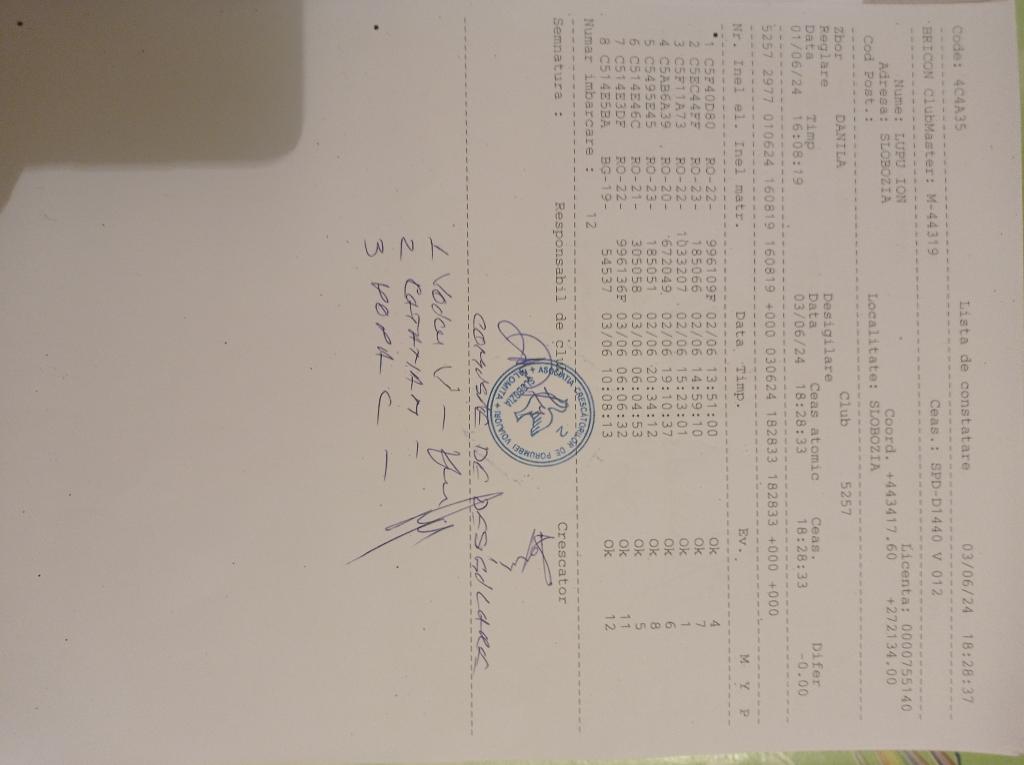 Code: 4C4A35 Lista de constatare 03/06/24 18:28:37
BRICON ClubMaster: M-44319 Ceas.: SPD-D1440 V 012
Nume: LUPU ION Licenta: 0000755140
Adresa: SLOBOZIA Coord. +443417.60 +272134.00
Cod Post.: Localitate: SLOBOZIA
Zbor DANILA Club 5257
Reglare Desigilare
Data Timp Data Ceas atomic Ceas. Difer
01/06/24 16:08:19 03/06/24 18:28:33 18:28:33 -0.00
5257 2977 010624 160819 160819 +000 030624 182833 182833 +000 +000
Nr. Inel el. Inel matr. Data Timp. Ev. M Y P
1 C5F40D80 RO-22- 996109F 02/06 13:51:00 Ok 4
2 C5EC44FF RO-23- 185066 02/06 14:59:10 Ok 7
3 C5F11A73 RO-22- 1033207 02/06 15:23:01 Ok 1
4 C5AB6A39 RO-20- 672049 02/06 19:10:37 Ok 6
5 C5495E45 RO-23- 185051 02/06 20:34:12 Ok 8
6 C514E46C RO-21- 305058 03/06 06:04:53 Ok 5
7 C514E3DF RO-22- 996136F 03/06 06:06:32 Ok 11
8 C514E5BA BG-19- 54537 03/06 10:08:13 Ok 12
Numar imbarcare : 12
Semnatura : Responsabil de club Crescator
ASOCIATIA CRESCATORILOR DE PORUMBEI VOIAJORI IALOMITA SLOBOZIA
COMISIE DE DESIGILARE
1 Vodu V -
2 -
3 POPA C -